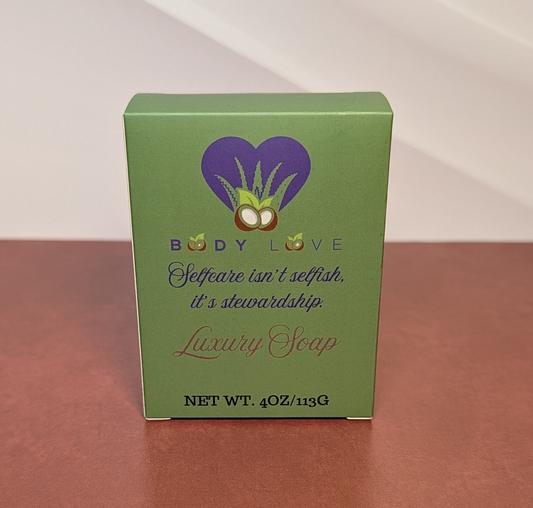 BODY LOVE
Selfcare isn't selfish,
it's stewardship.
Luxury Soap
NET WT. 4OZ/113G